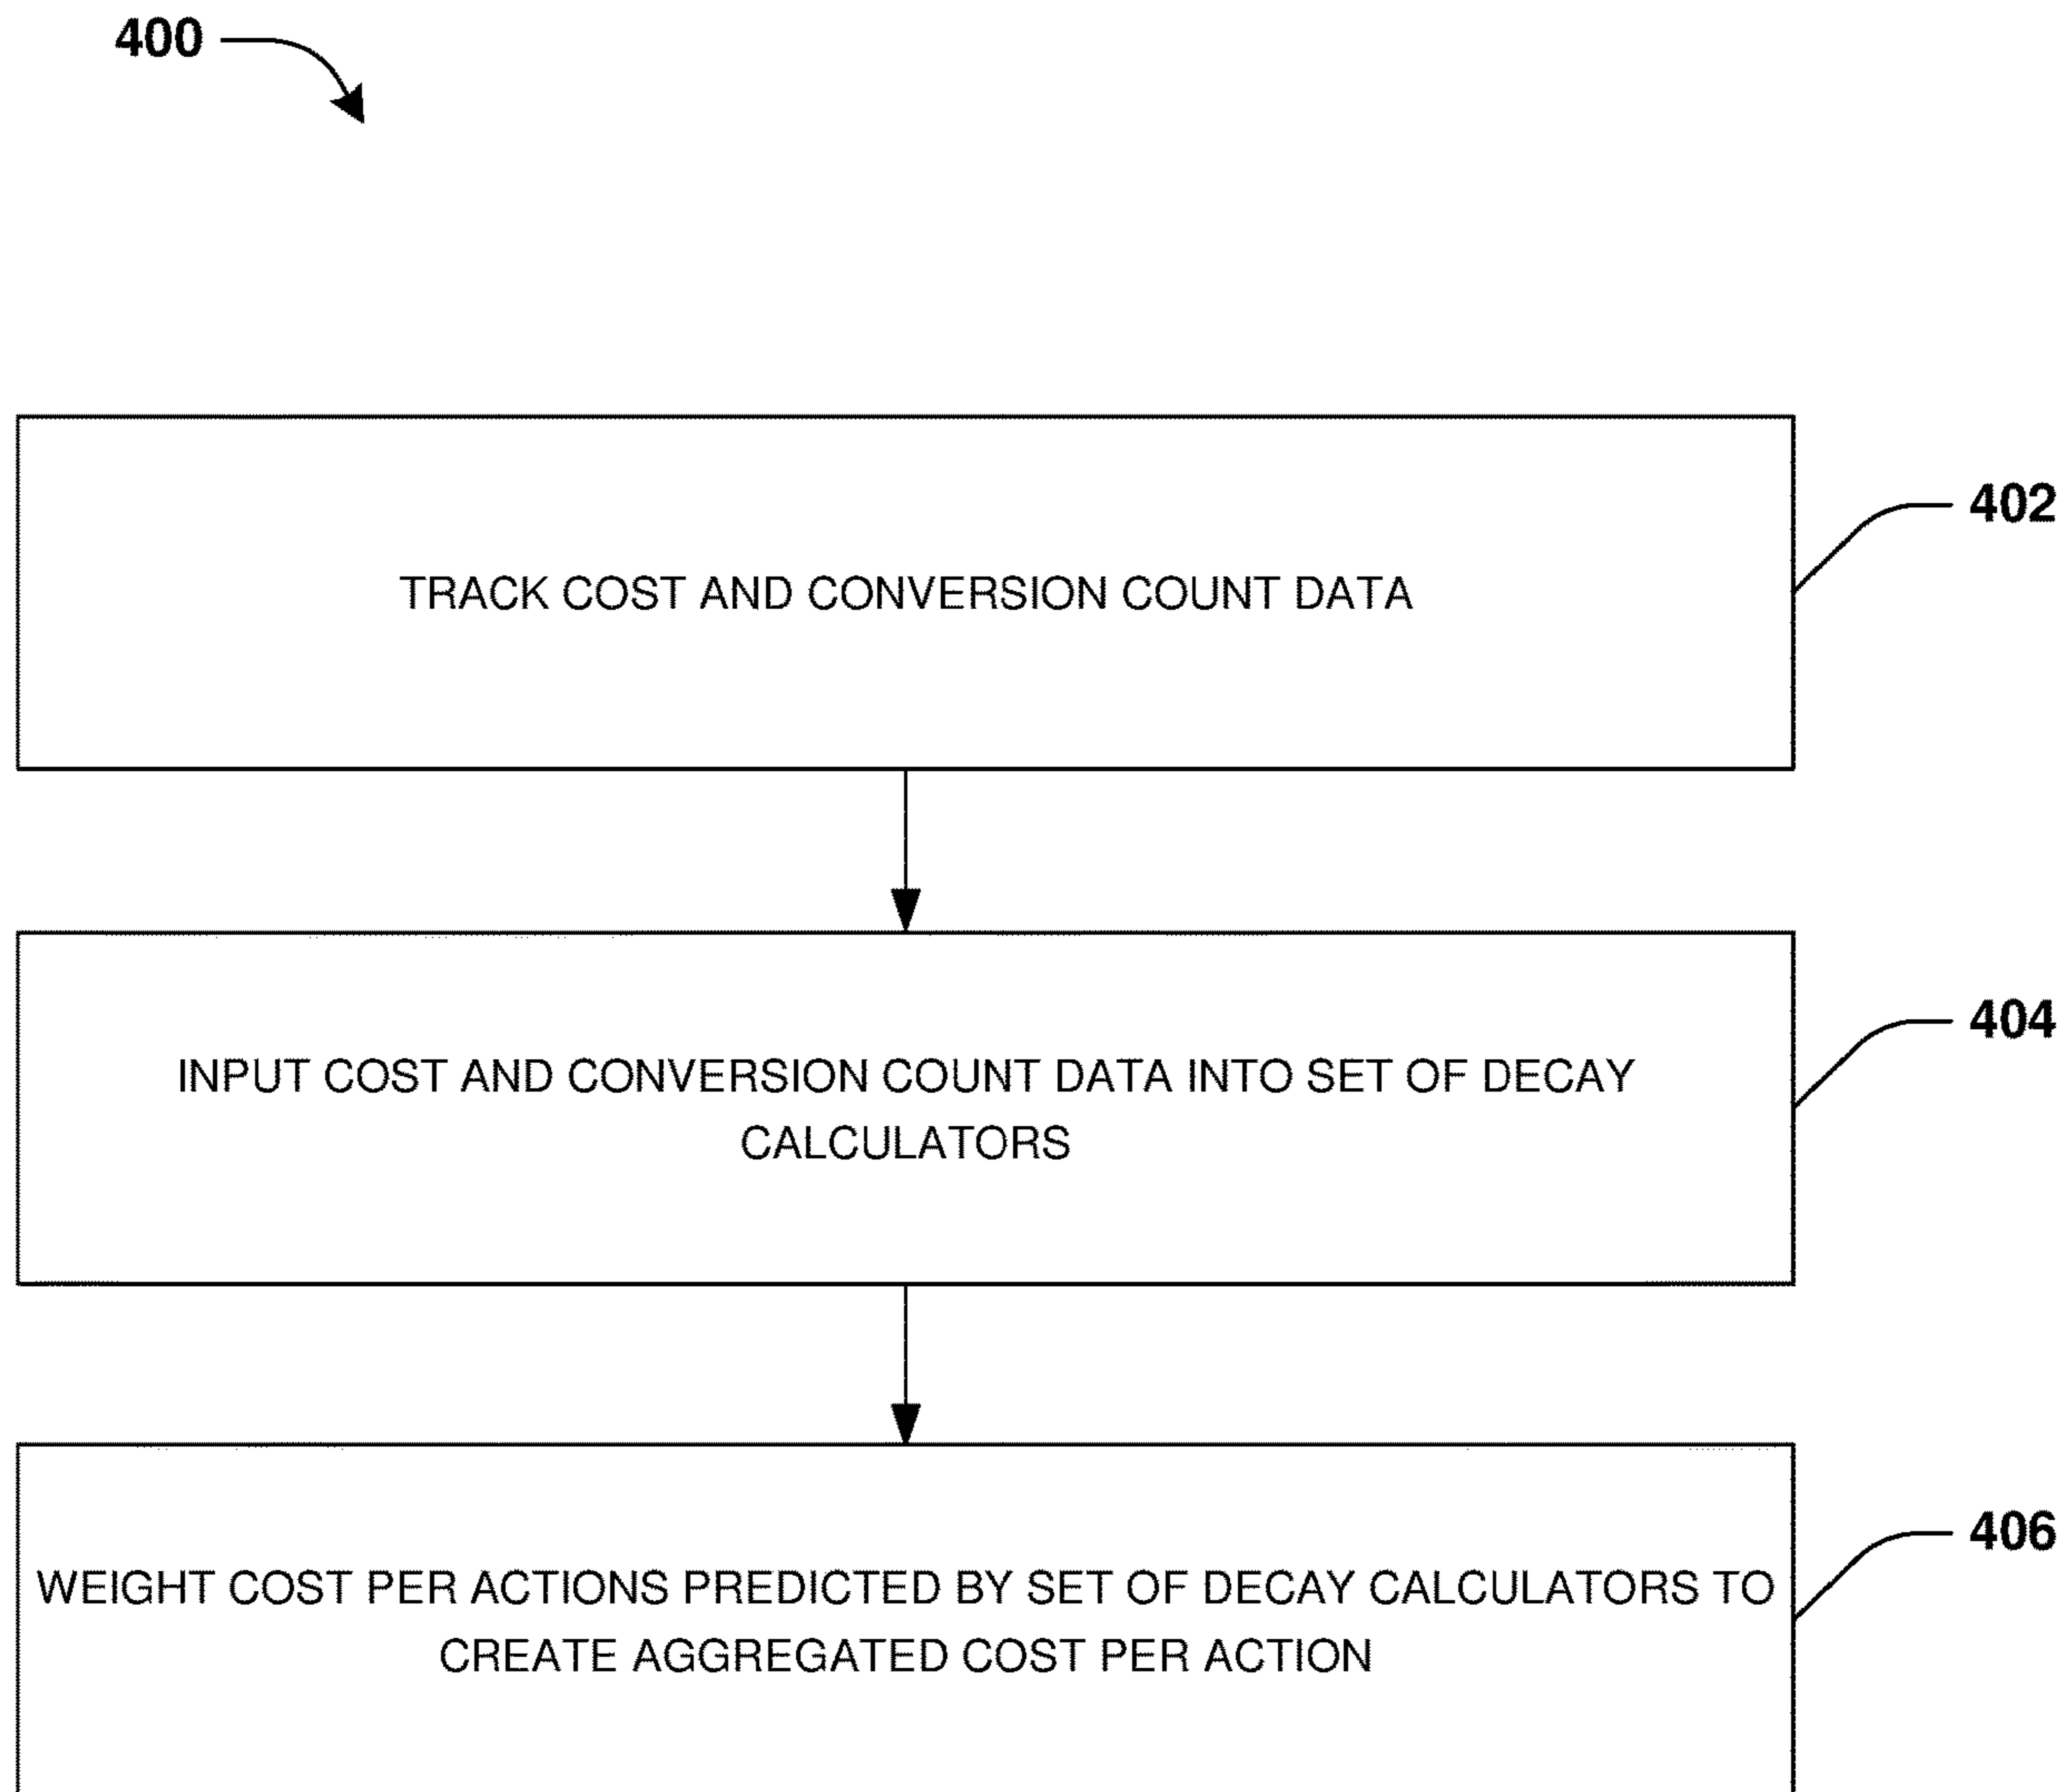 400
402
TRACK COST AND CONVERSION COUNT DATA
404
INPUT COST AND CONVERSION COUNT DATA INTO SET OF DECAY
CALCULATORS
406
WEIGHT COST PER ACTIONS PREDICTED BY SET OF DECAY CALCULATORS TO
CREATE AGGREGATED COST PER ACTION